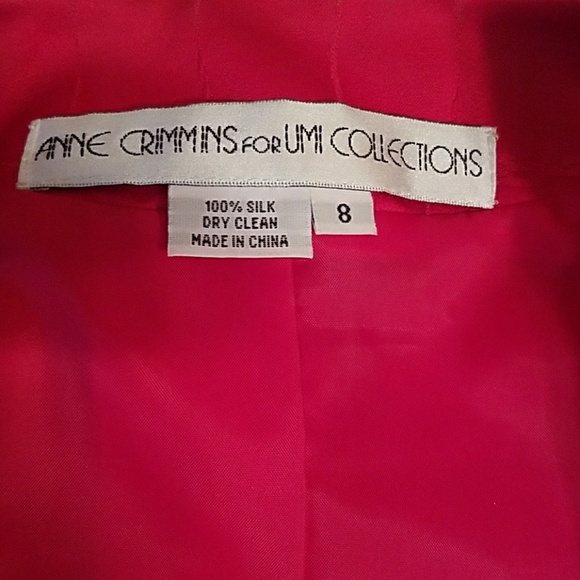 ANNE CRIMMINS FOR UMI COLLECTIONS
100% SILK
DRY CLEAN
MADE IN CHINA
8